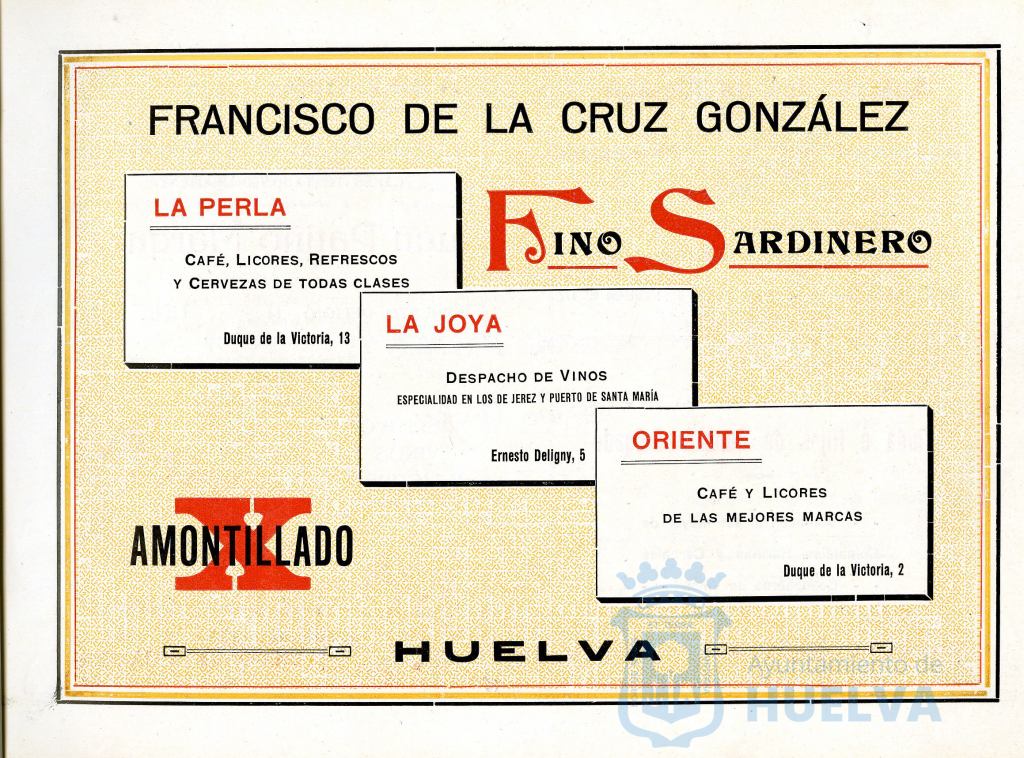 FRANCISCO DE LA CRUZ GONZÁLEZ
LA PERLA
CAFÉ, LICORES, REFRESCOS
Y CERVEZAS DE TODAS CLASES
Duque de la Victoria, 13
FINO SARDINERO
LA JOYA
DESPACHO DE VINOS
ESPECIALIDAD EN LOS DE JEREZ Y PUERTO DE SANTA MARÍA
Ernesto Deligny, 5
ORIENTE
CAFÉ Y LICORES
DE LAS MEJORES MARCAS
Duque de la Victoria, 2
X
AMONTILLADO
HUELVA
Ayuntamiento de
HUELVA